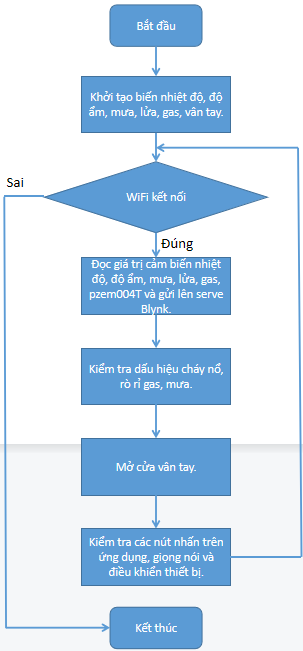 Bắt đầu
Khởi tạo biến nhiệt độ, độ
ẩm, mưa, lửa, gas, vân tay.
Sai
WiFi kết nối
Đúng
Đọc giá trị cảm biến nhiệt
độ, độ ẩm, mưa, lửa, gas,
pzem004T và gửi lên serve
Blynk.
Kiểm tra dấu hiệu cháy nổ,
rò rỉ gas, mưa.
Mở cửa vân tay.
Kiểm tra các nút nhấn trên
ứng dụng, giọng nói và
điều khiển thiết bị.
Kết thúc